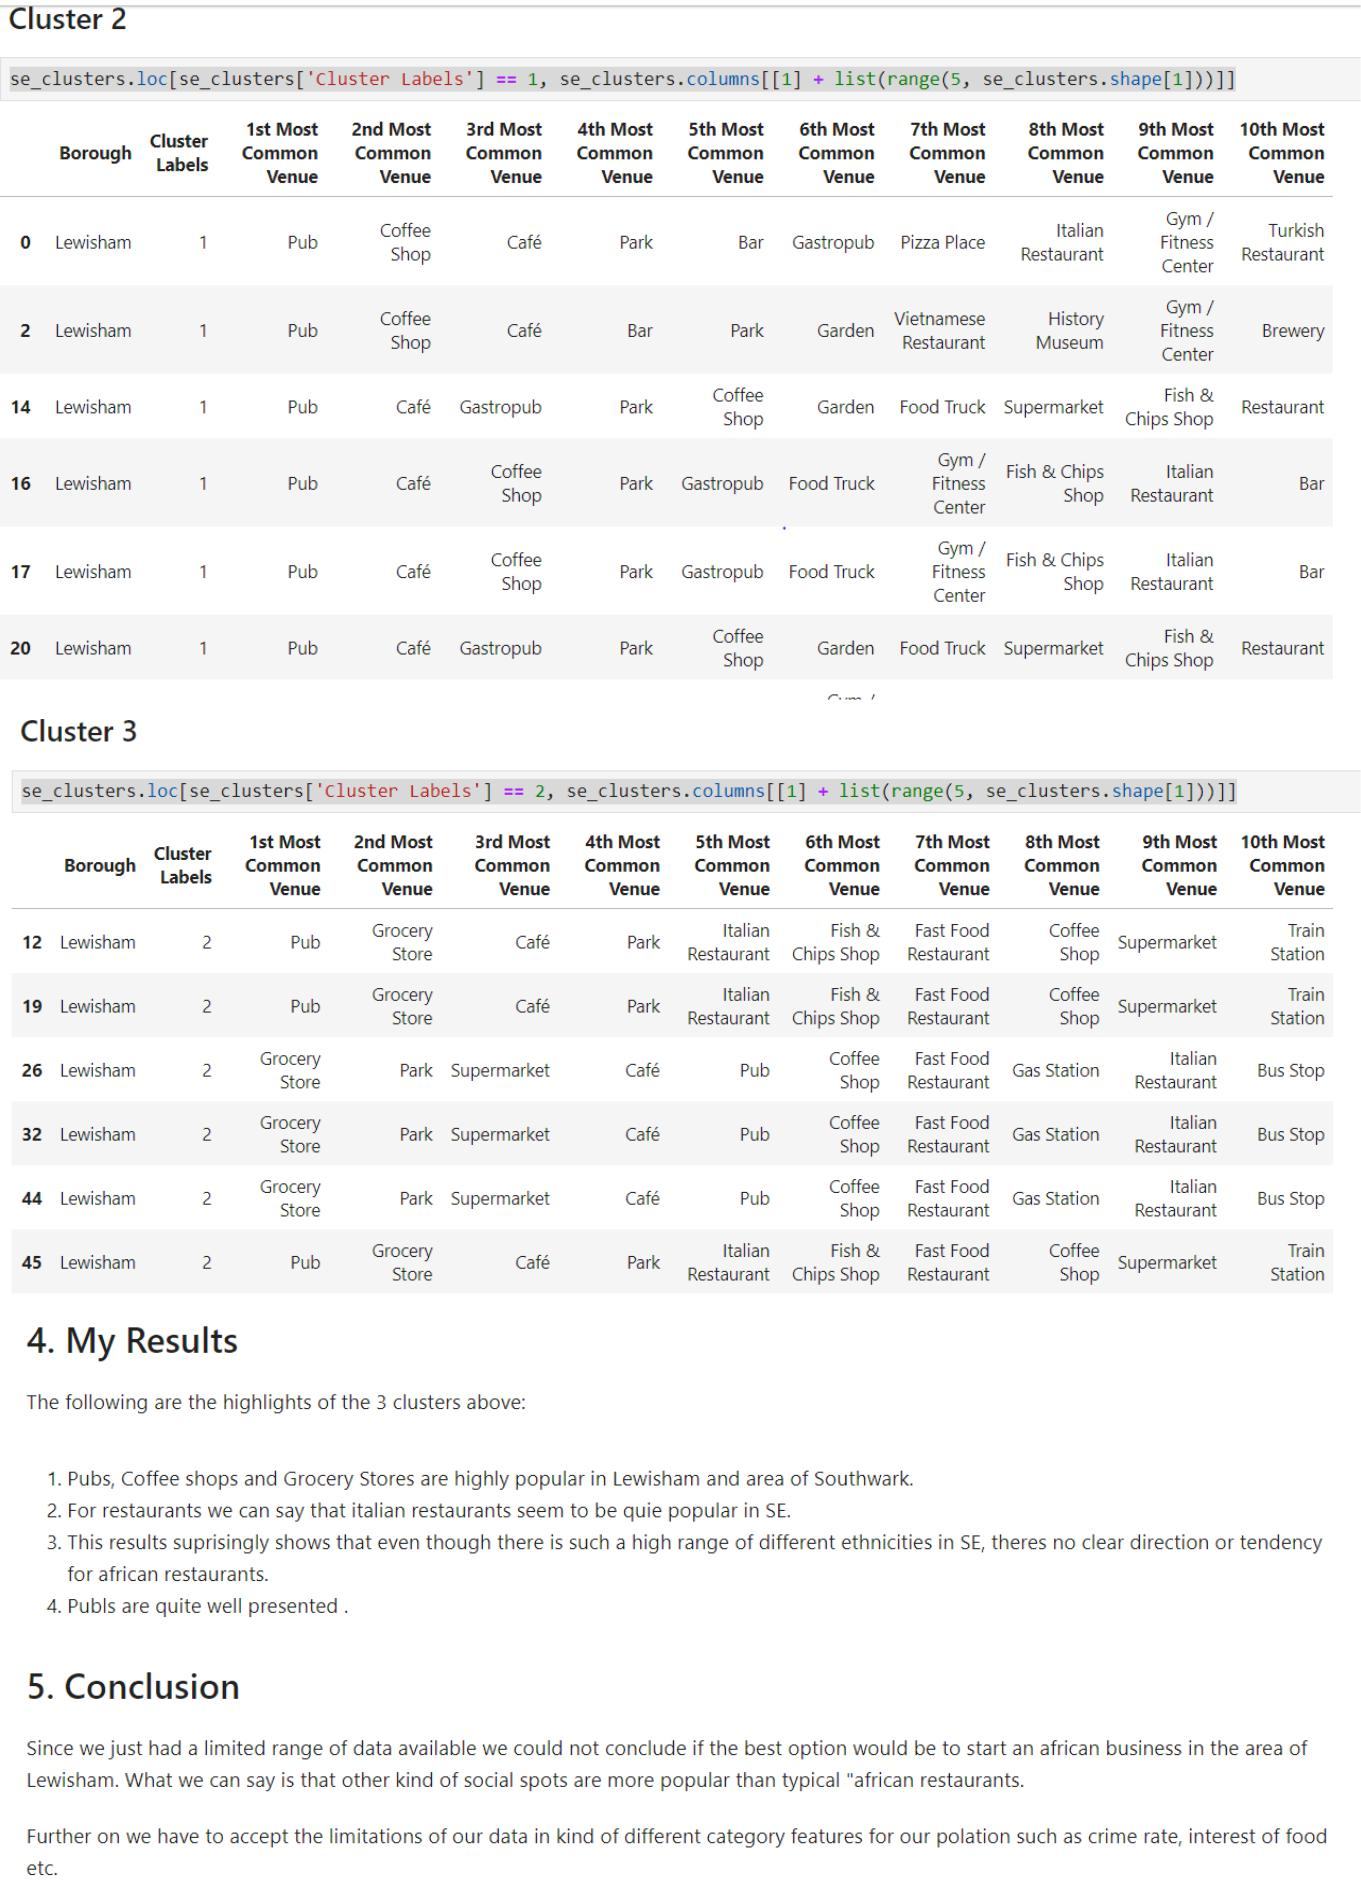 Cluster 2
se_clusters.loc[se_clusters['Cluster Labels'] == 1, se_clusters.columns[[1] + list(range(5, se_clusters.shape[1]))]]
Borough Cluster Labels 1st Most Common Venue 2nd Most Common Venue 3rd Most Common Venue 4th Most Common Venue 5th Most Common Venue 6th Most Common Venue 7th Most Common Venue 8th Most Common Venue 9th Most Common Venue 10th Most Common Venue
0 Lewisham 1 Pub Coffee Shop Café Park Bar Gastropub Pizza Place Italian Restaurant Gym / Fitness Center Turkish Restaurant
2 Lewisham 1 Pub Coffee Shop Café Bar Park Garden Vietnamese Restaurant History Museum Gym / Fitness Center Brewery
14 Lewisham 1 Pub Café Gastropub Park Coffee Shop Garden Food Truck Supermarket Fish & Chips Shop Restaurant
16 Lewisham 1 Pub Café Coffee Shop Park Gastropub Food Truck Gym / Fitness Center Fish & Chips Shop Italian Restaurant Bar
17 Lewisham 1 Pub Café Coffee Shop Park Gastropub Food Truck Gym / Fitness Center Fish & Chips Shop Italian Restaurant Bar
20 Lewisham 1 Pub Café Gastropub Park Coffee Shop Garden Food Truck Supermarket Fish & Chips Shop Restaurant
Cluster 3
se_clusters.loc[se_clusters['Cluster Labels'] == 2, se_clusters.columns[[1] + list(range(5, se_clusters.shape[1]))]]
Borough Cluster Labels 1st Most Common Venue 2nd Most Common Venue 3rd Most Common Venue 4th Most Common Venue 5th Most Common Venue 6th Most Common Venue 7th Most Common Venue 8th Most Common Venue 9th Most Common Venue 10th Most Common Venue
12 Lewisham 2 Pub Grocery Store Café Park Italian Restaurant Fish & Chips Shop Fast Food Restaurant Coffee Shop Supermarket Train Station
19 Lewisham 2 Pub Grocery Store Café Park Italian Restaurant Fish & Chips Shop Fast Food Restaurant Coffee Shop Supermarket Train Station
26 Lewisham 2 Grocery Store Park Supermarket Café Pub Coffee Shop Fast Food Restaurant Gas Station Italian Restaurant Bus Stop
32 Lewisham 2 Grocery Store Park Supermarket Café Pub Coffee Shop Fast Food Restaurant Gas Station Italian Restaurant Bus Stop
44 Lewisham 2 Grocery Store Park Supermarket Café Pub Coffee Shop Fast Food Restaurant Gas Station Italian Restaurant Bus Stop
45 Lewisham 2 Pub Grocery Store Café Park Italian Restaurant Fish & Chips Shop Fast Food Restaurant Coffee Shop Supermarket Train Station
4. My Results
The following are the highlights of the 3 clusters above:
1. Pubs, Coffee shops and Grocery Stores are highly popular in Lewisham and area of Southwark.
2. For restaurants we can say that italian restaurants seem to be quie popular in SE.
3. This results suprisingly shows that even though there is such a high range of different ethnicities in SE, theres no clear direction or tendency
for african restaurants.
4. Publs are quite well presented .
5. Conclusion
Since we just had a limited range of data available we could not conclude if the best option would be to start an african business in the area of
Lewisham. What we can say is that other kind of social spots are more popular than typical "african restaurants.
Further on we have to accept the limitations of our data in kind of different category features for our polation such as crime rate, interest of food
etc.